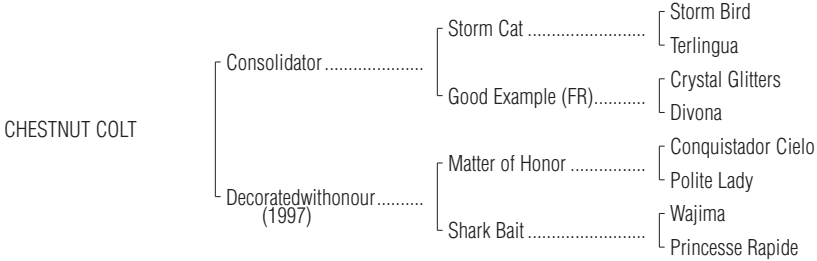 Storm Bird
Storm Cat ........................
Terlingua
Consolidator .....................
Crystal Glitters
Good Example (FR)...........
Divona
CHESTNUT COLT
Conquistador Cielo
Matter of Honor ................
Polite Lady
Decoratedwithonour..........
(1997)
Wajima
Shark Bait ........................
Princesse Rapide